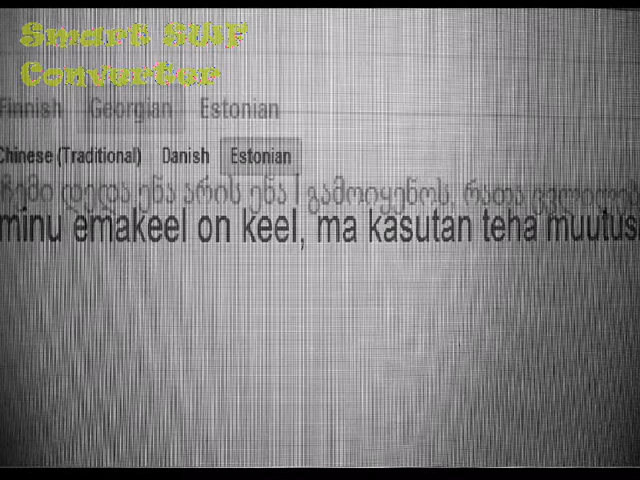 Smart SWF
Converter
Finnish Georgian Estonian
Chinese (Traditional) Danish Estonian
ჩემი დედა ენა არის ენა I გამოიყენოს, რათა
minu emakeel on keel, ma kasutan teha